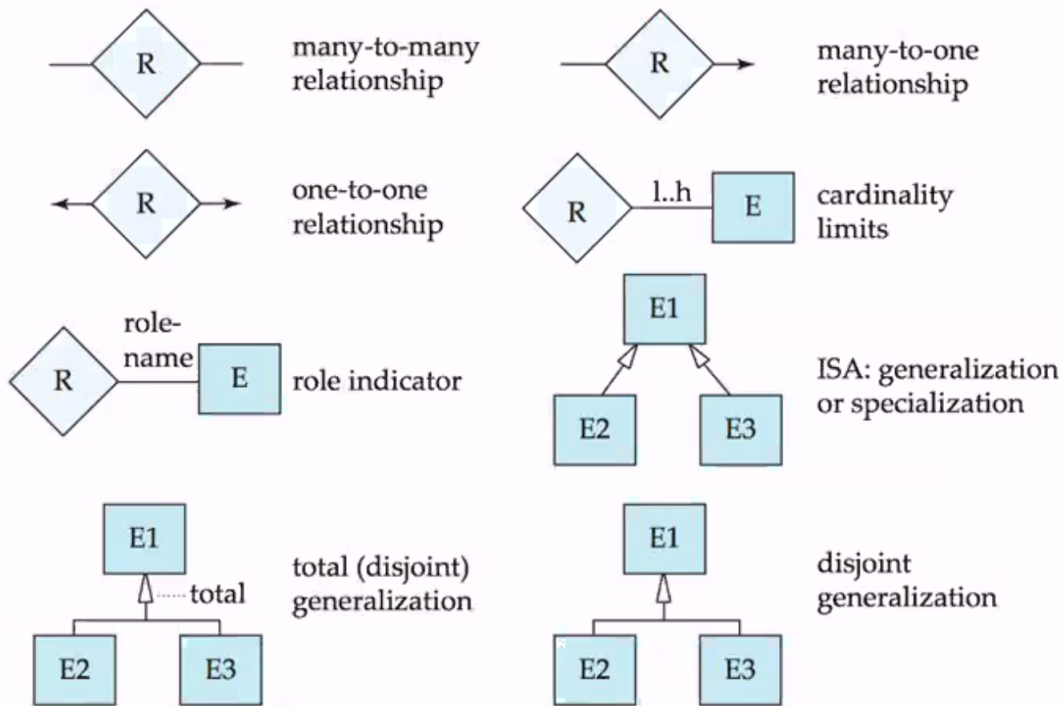 R
many-to-many
relationship
R
many-to-one
relationship
R
one-to-one
relationship
R
l..h
E
cardinality
limits
R
role-
name
E
role indicator
E1
E2
E3
ISA: generalization
or specialization
E1
total
E2
E3
total (disjoint)
generalization
E1
E2
E3
disjoint
generalization